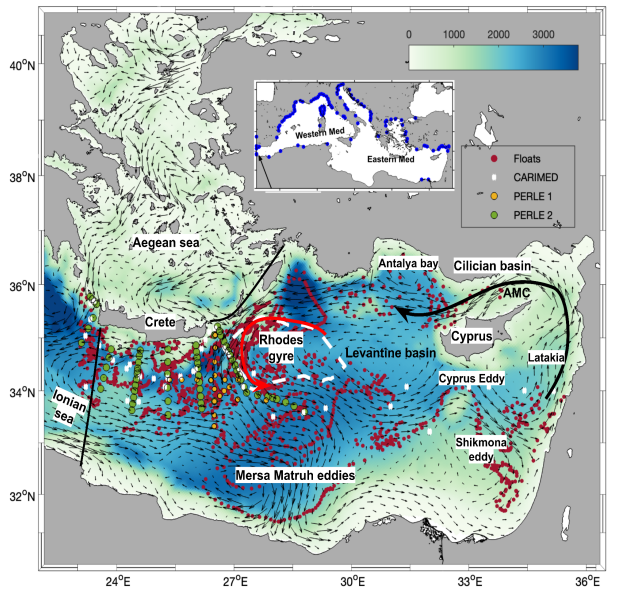 0 1000 2000 3000
40°N
Western Med
Eastern Med
Floats
CARIMED
PERLE 1
PERLE 2
38°N
Aegean sea
Antalya bay
Cilician basin
36°N
AMC
Crete
Rhodes
gyre
Levantine basin
Cyprus
Latakia
Cyprus Eddy
34°N
Ionian
sea
Shikmona
eddy
Mersa Matruh eddies
32°N
24°E 27°E 30°E 33°E 36°E